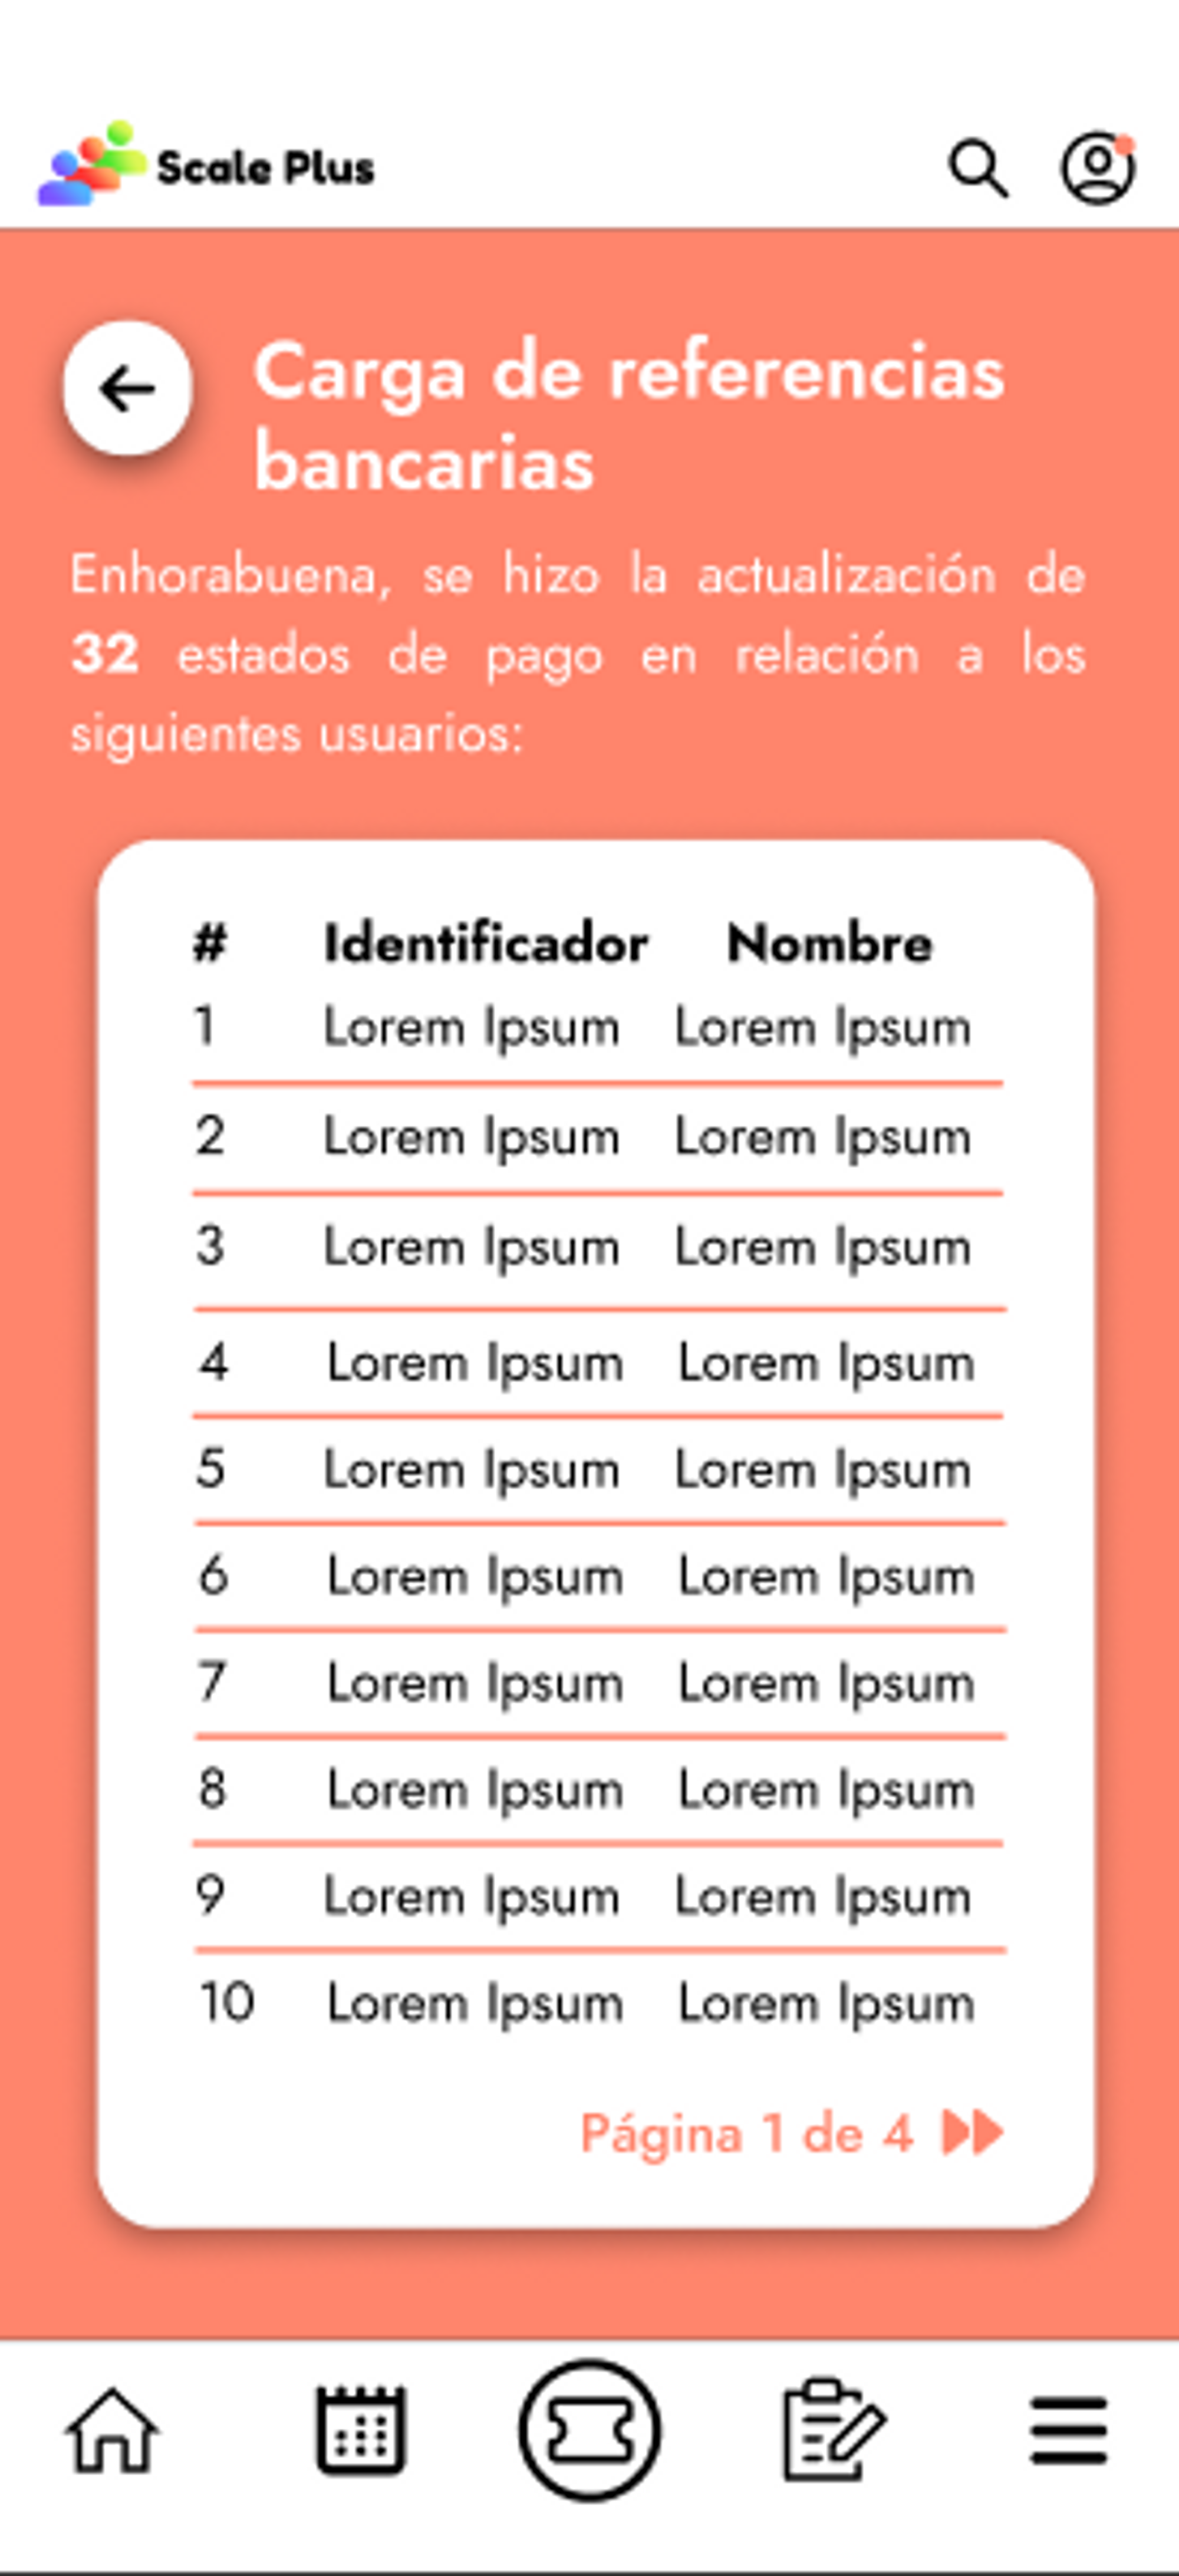 Scale Plus
Carga de referencias
bancarias
Enhorabuena, se hizo la actualización de
32 estados de pago en relación a los
siguientes usuarios:
# Identificador Nombre
1 Lorem Ipsum Lorem Ipsum
2 Lorem Ipsum Lorem Ipsum
3 Lorem Ipsum Lorem Ipsum
4 Lorem Ipsum Lorem Ipsum
5 Lorem Ipsum Lorem Ipsum
6 Lorem Ipsum Lorem Ipsum
7 Lorem Ipsum Lorem Ipsum
8 Lorem Ipsum Lorem Ipsum
9 Lorem Ipsum Lorem Ipsum
10 Lorem Ipsum Lorem Ipsum
Página 1 de 4